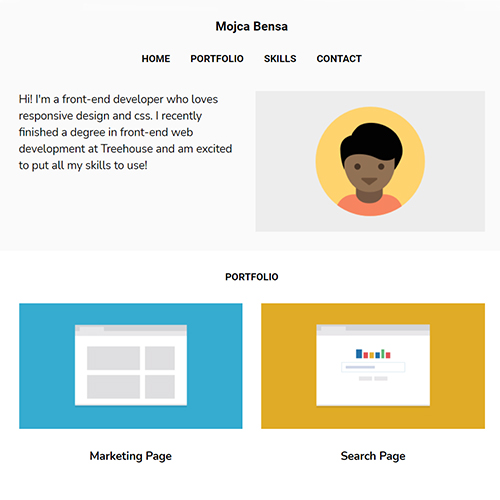 Mojca Bensa
HOME PORTFOLIO SKILLS CONTACT
Hi! I'm a front-end developer who loves
responsive design and css. I recently
finished a degree in front-end web
development at Treehouse and am excited
to put all my skills to use!
PORTFOLIO
Marketing Page
Search Page